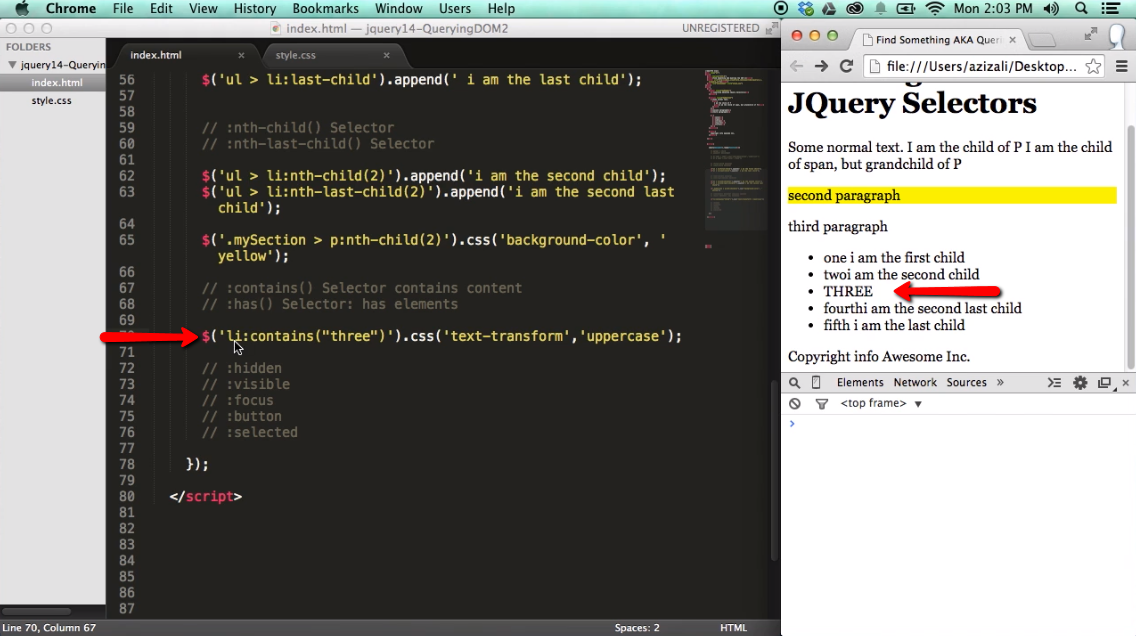 Chrome File Edit View History Bookmarks Window Users Help Mon 2:03 PM
index.html — jquery14-QueryingDOM2 UNREGISTERED
FOLDERS
jquery14-Queryin
index.html
style.css
index.html × style.css ×
56 $('ul > li:last-child').append(' i am the last child');
57
58
59 // :nth-child() Selector
60 // :nth-last-child() Selector
61
62 $('ul > li:nth-child(2)').append('i am the second child');
63 $('ul > li:nth-last-child(2)').append('i am the second last
child');
64
65 $('.mySection > p:nth-child(2)').css('background-color', '
yellow');
66
67 // :contains() Selector contains content
68 // :has() Selector: has elements
69
$('li:contains("three")').css('text-transform','uppercase');
71
72 // :hidden
73 // :visible
74 // :focus
75 // :button
76 // :selected
77
78 });
79
80 </script>
81
82
83
84
85
86
87
Line 70, Column 67 Spaces: 2 HTML
Find Something AKA Queri ×
file:///Users/azizali/Desktop...
JQuery Selectors
Some normal text. I am the child of P I am the child
of span, but grandchild of P
second paragraph
third paragraph
• one i am the first child
• twoi am the second child
• THREE
• fourthi am the second last child
• fifth i am the last child
Copyright info Awesome Inc.
Elements Network Sources » ×
<top frame> ▼